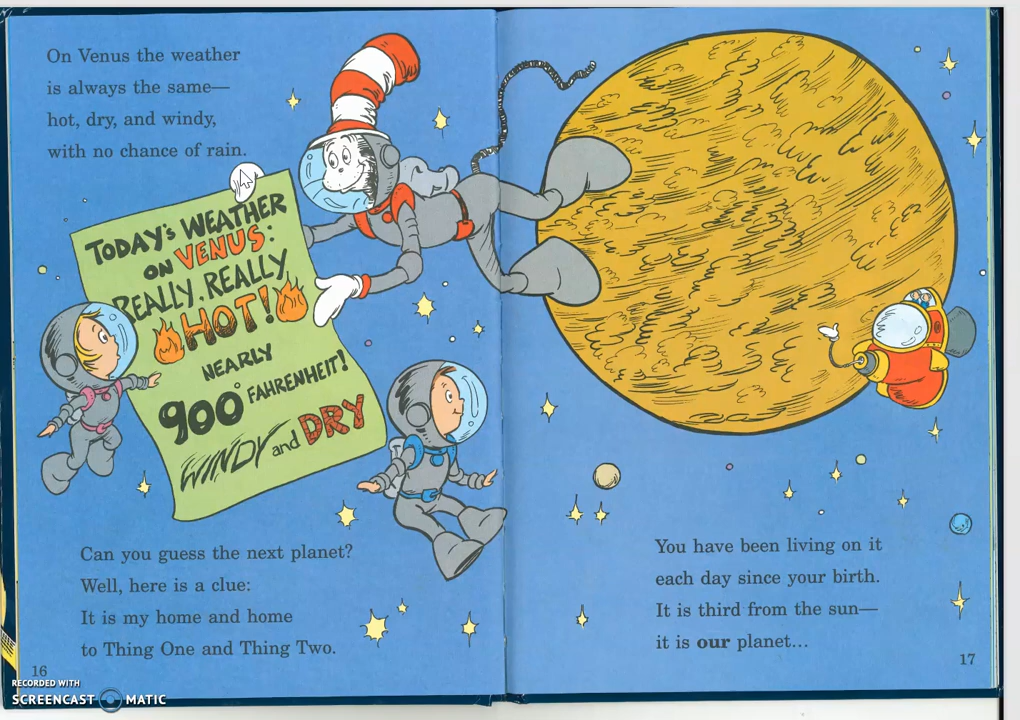 On Venus the weather
is always the same—
hot, dry, and windy,
with no chance of rain.
TODAY'S WEATHER
ON VENUS:
REALLY, REALLY
HOT!
NEARLY
900° FAHRENHEIT!
WINDY and DRY
Can you guess the next planet?
Well, here is a clue:
It is my home and home
to Thing One and Thing Two.
16
You have been living on it
each day since your birth.
It is third from the sun—
it is our planet...
17
RECORDED WITH
SCREENCAST MATIC